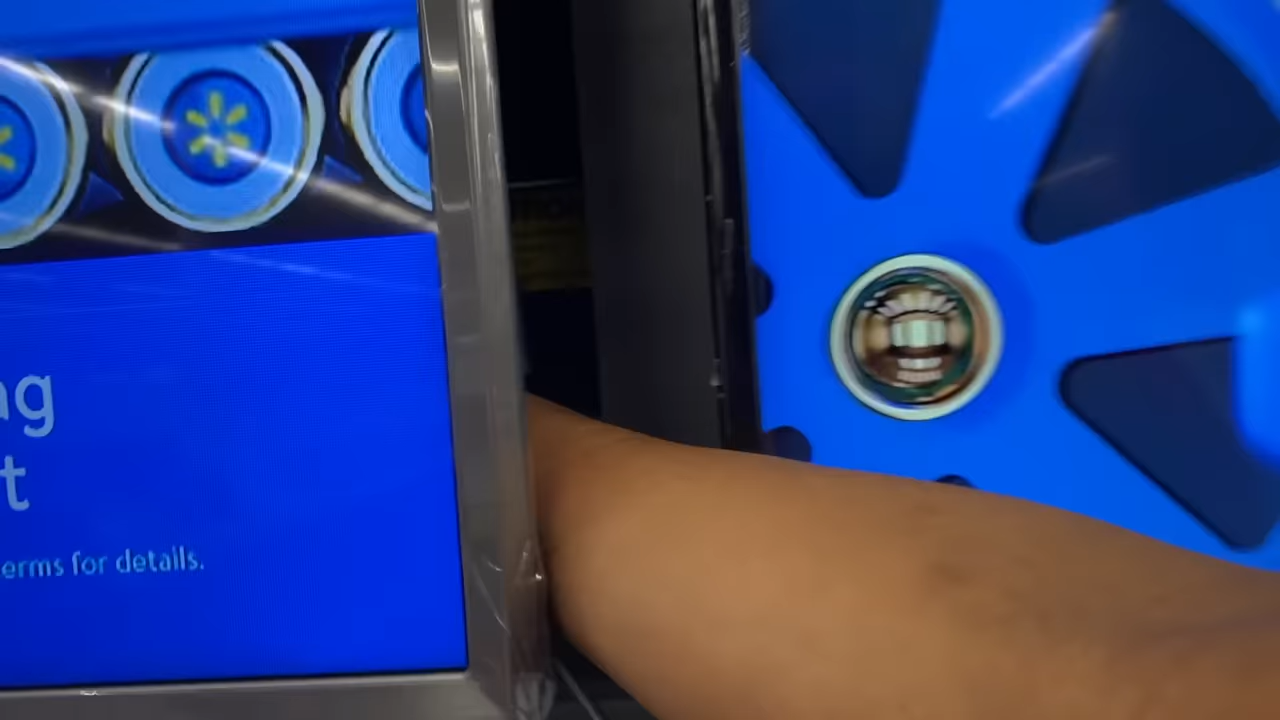 ng
t
erms for details.